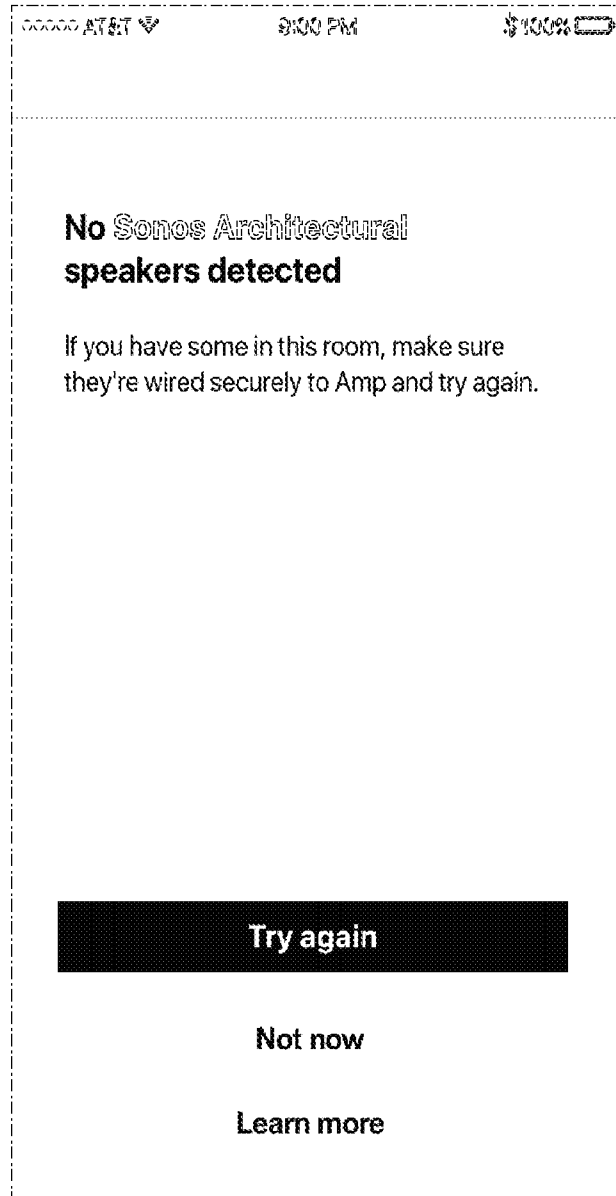 ooooo AT&T 9:00 PM 100%
No Sonos Architectural
speakers detected
If you have some in this room, make sure
they're wired securely to Amp and try again.
Try again
Not now
Learn more